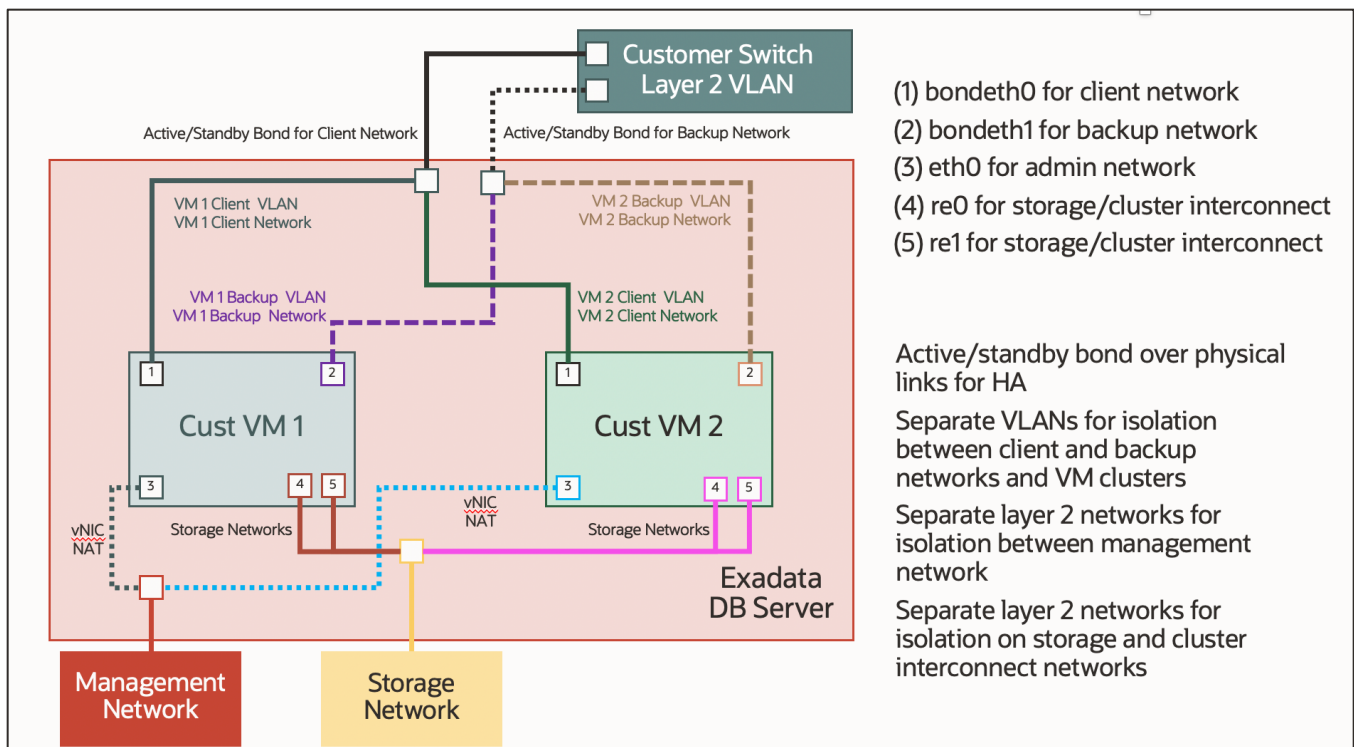 Customer Switch
Layer 2 VLAN
Active/Standby Bond for Client Network
Active/Standby Bond for Backup Network
VM 1 Client VLAN
VM 1 Client Network
VM 2 Backup VLAN
VM 2 Backup Network
VM 1 Backup VLAN
VM 1 Backup Network
VM 2 Client VLAN
VM 2 Client Network
1
2
1
2
Cust VM 1
Cust VM 2
3
4
5
3
4
5
vNIC
NAT
Storage Networks
vNIC
NAT
Storage Networks
Exadata
DB Server
Management
Network
Storage
Network
(1) bondeth0 for client network
(2) bondeth1 for backup network
(3) eth0 for admin network
(4) re0 for storage/cluster interconnect
(5) re1 for storage/cluster interconnect
Active/standby bond over physical
links for HA
Separate VLANs for isolation
between client and backup
networks and VM clusters
Separate layer 2 networks for
isolation between management
network
Separate layer 2 networks for
isolation on storage and cluster
interconnect networks